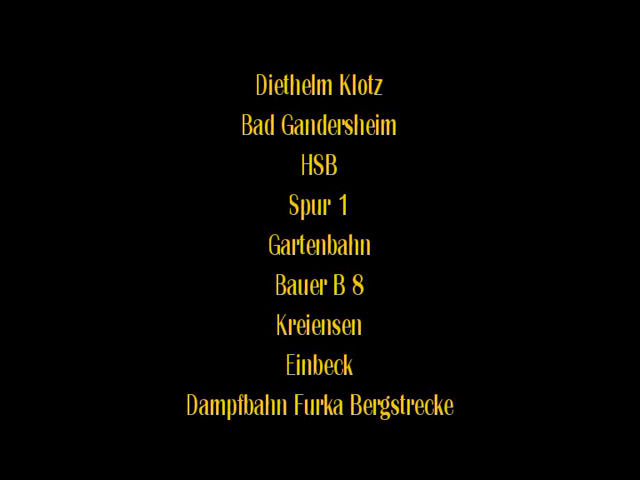 Diethelm Klotz
Bad Gandersheim
HSB
Spur 1
Gartenbahn
Bauer B 8
Kreiensen
Einbeck
Dampfbahn Furka Bergstrecke